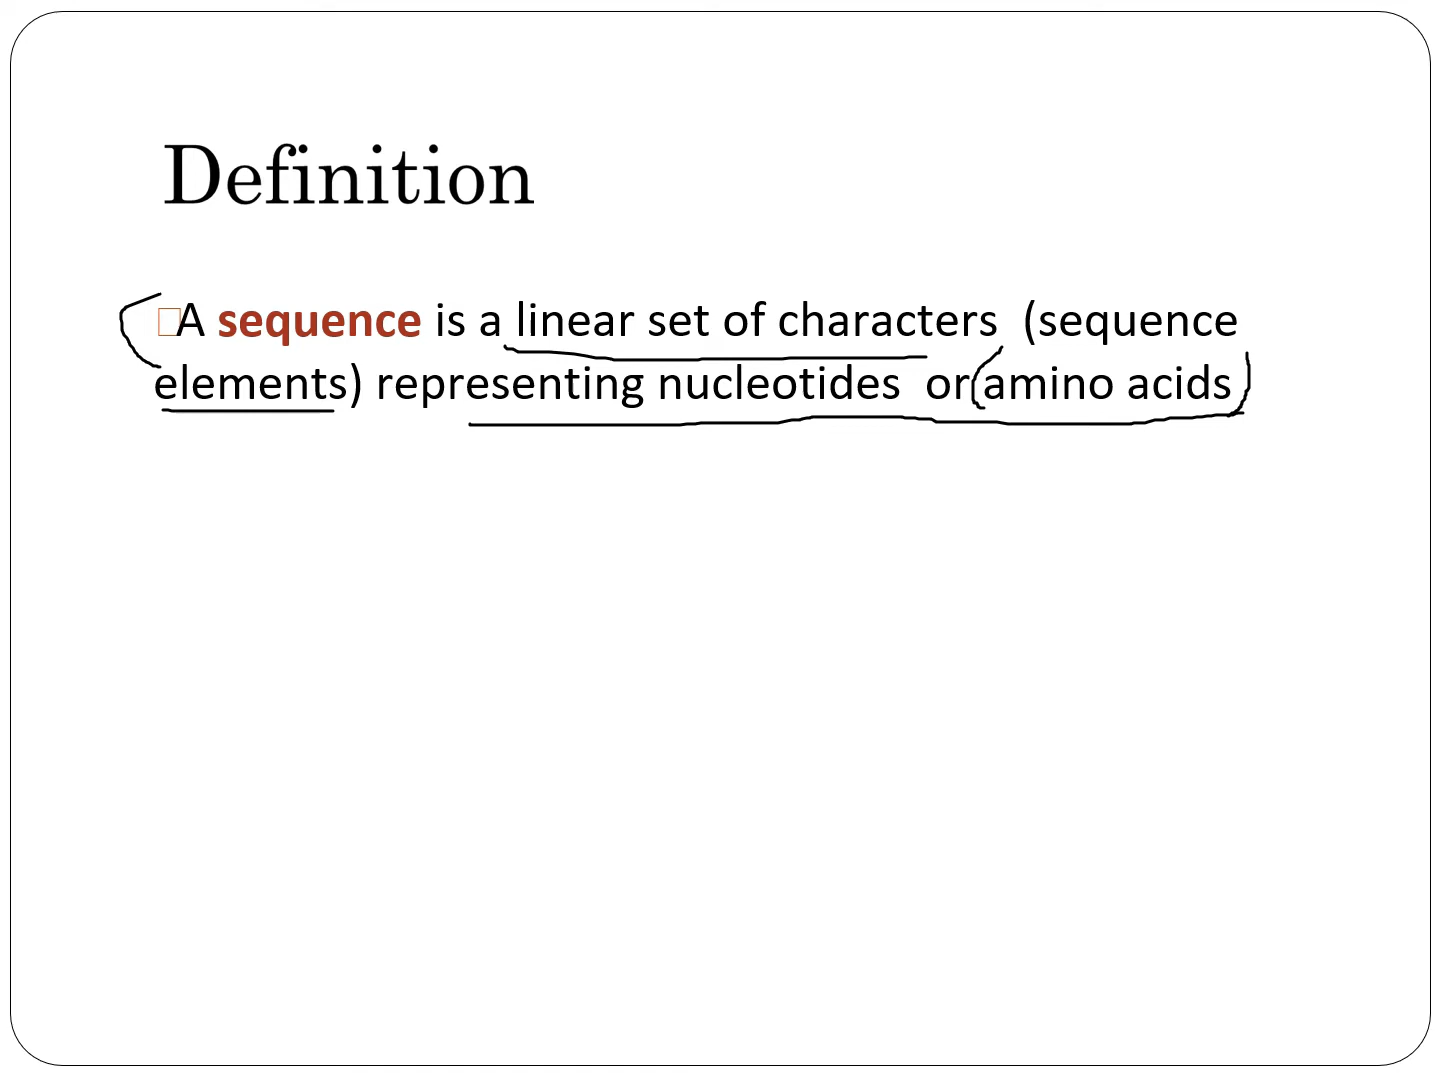 Definition
A sequence is a linear set of characters (sequence
elements) representing nucleotides or amino acids